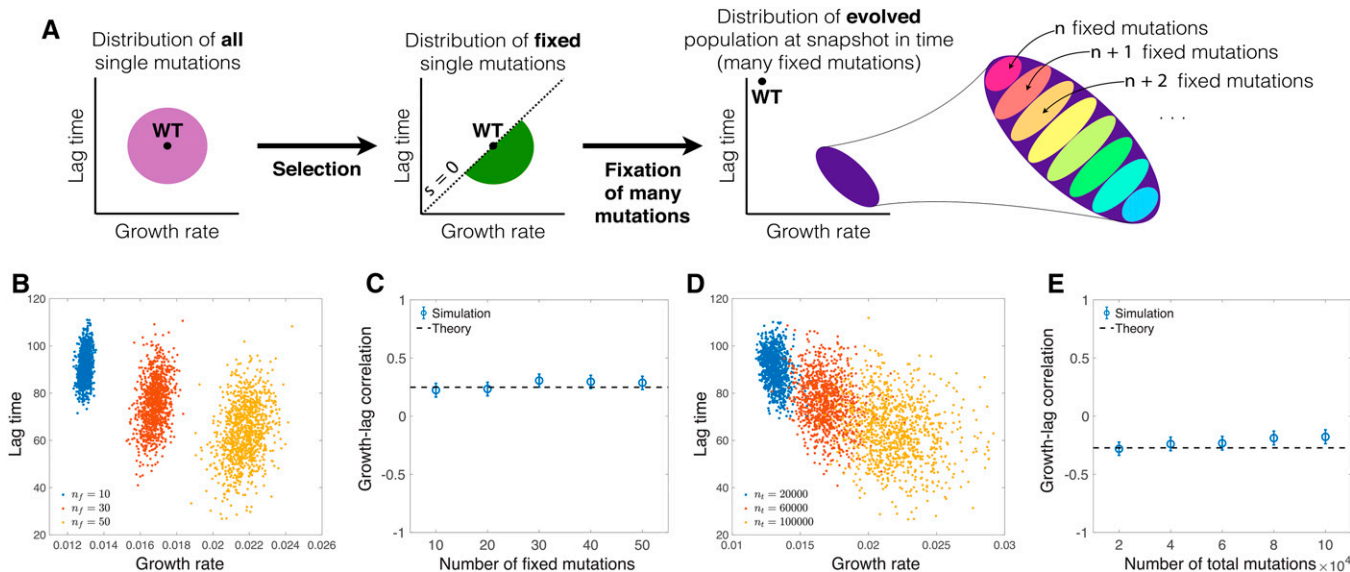 A
Distribution of all
single mutations
Lag time
WT
Growth rate
Selection
Distribution of fixed
single mutations
Lag time
WT
s = 0
Growth rate
Fixation
of many
mutations
Distribution of evolved
population at snapshot in time
(many fixed mutations)
WT
Lag time
Growth rate
n fixed mutations
n + 1 fixed mutations
n + 2 fixed mutations
. . .
B
120
100
80
60
40
20
Lag time
n_f = 10
n_f = 30
n_f = 50
0.012 0.014 0.016 0.018 0.02 0.022 0.024 0.026
Growth rate
C
1
0.5
0
-0.5
-1
Growth-lag correlation
Simulation
Theory
10 20 30 40 50
Number of fixed mutations
D
120
100
80
60
40
20
Lag time
n_t = 20000
n_t = 60000
n_t = 100000
0.01 0.015 0.02 0.025 0.03
Growth rate
E
1
0.5
0
-0.5
-1
Growth-lag correlation
Simulation
Theory
2 4 6 8 10
Number of total mutations ×10⁴